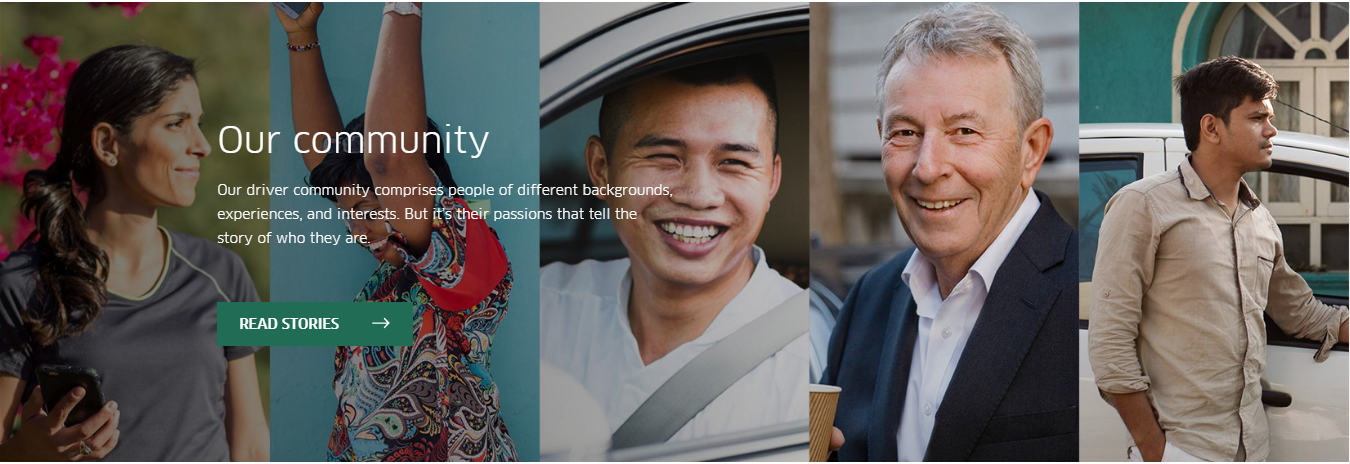 Our community
Our driver community comprises people of different backgrounds,
experiences, and interests. But it's their passions that tell the
story of who they are.
READ STORIES